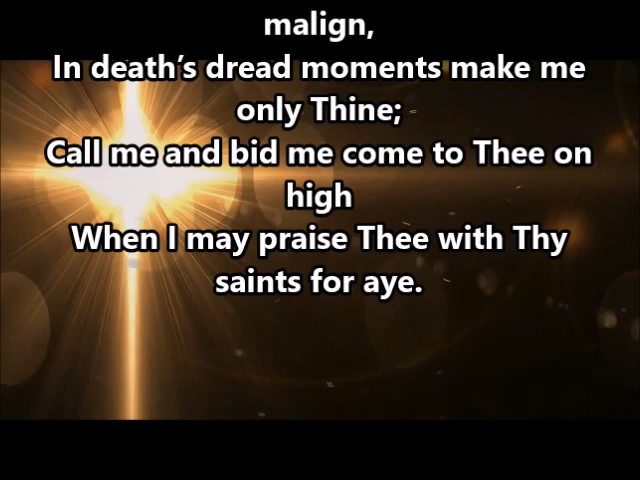 malign,
In death's dread moments make me
only Thine;
Call me and bid me come to Thee on
high
When I may praise Thee with Thy
saints for aye.